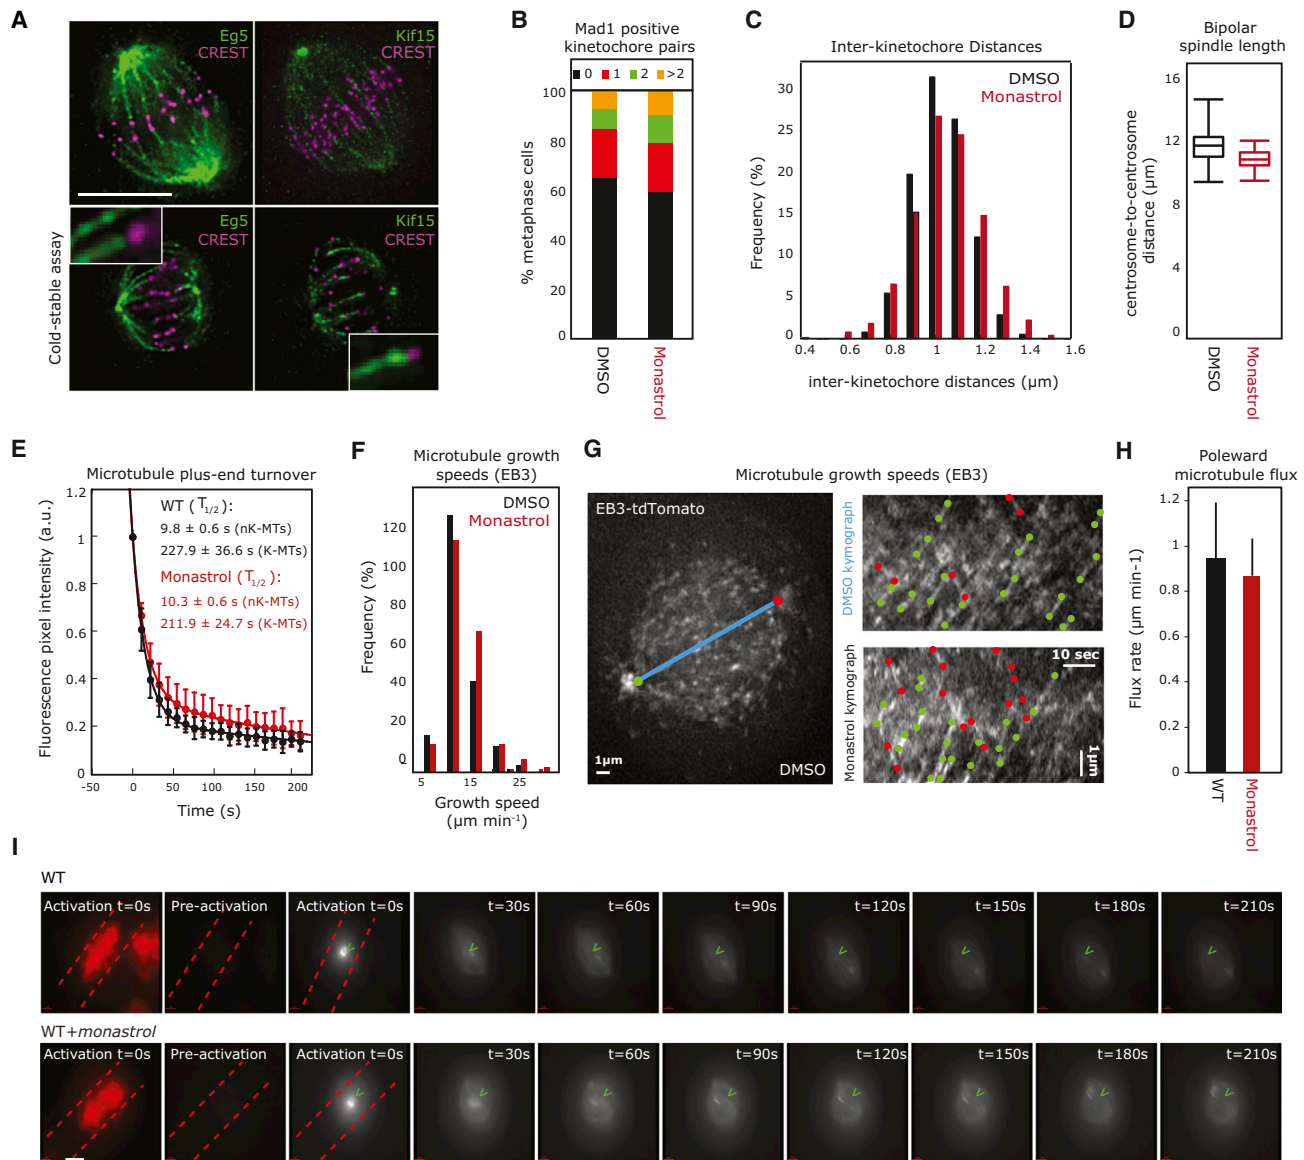 A
Eg5
CREST
Kif15
CREST
Cold-stable assay
Eg5
CREST
Kif15
CREST
B
Mad1 positive
kinetochore pairs
0 1 2 >2
100
80
60
40
20
0
% metaphase cells
DMSO
Monastrol
C
Inter-kinetochore Distances
DMSO
Monastrol
30
25
20
15
10
5
0
Frequency (%)
0.4 0.6 0.8 1 1.2 1.4 1.6
inter-kinetochore distances (µm)
D
Bipolar
spindle length
16
12
8
4
0
centrosome-to-centrosome
distance (µm)
DMSO
Monastrol
E
Microtubule plus-end turnover
1.2
1
0.8
0.6
0.4
0.2
0
Fluorescence pixel intensity (a.u.)
WT (T1/2):
9.8 ± 0.6 s (nK-MTs)
227.9 ± 36.6 s (K-MTs)
Monastrol (T1/2):
10.3 ± 0.6 s (nK-MTs)
211.9 ± 24.7 s (K-MTs)
-50 0 50 100 150 200
Time (s)
F
Microtubule growth
speeds (EB3)
DMSO
Monastrol
120
100
80
60
40
20
0
Frequency (%)
5 15 25
Growth speed
(µm min-1)
G
Microtubule growth speeds (EB3)
EB3-tdTomato
1µm
DMSO
DMSO kymograph
Monastrol kymograph
10 sec
1µm
H
Poleward
microtubule flux
1.2
1
0.8
0.6
0.4
0.2
0
Flux rate (µm min-1)
WT
Monastrol
I
WT
Activation t=0s Pre-activation Activation t=0s t=30s t=60s t=90s t=120s t=150s t=180s t=210s
WT+monastrol
Activation t=0s Pre-activation Activation t=0s t=30s t=60s t=90s t=120s t=150s t=180s t=210s